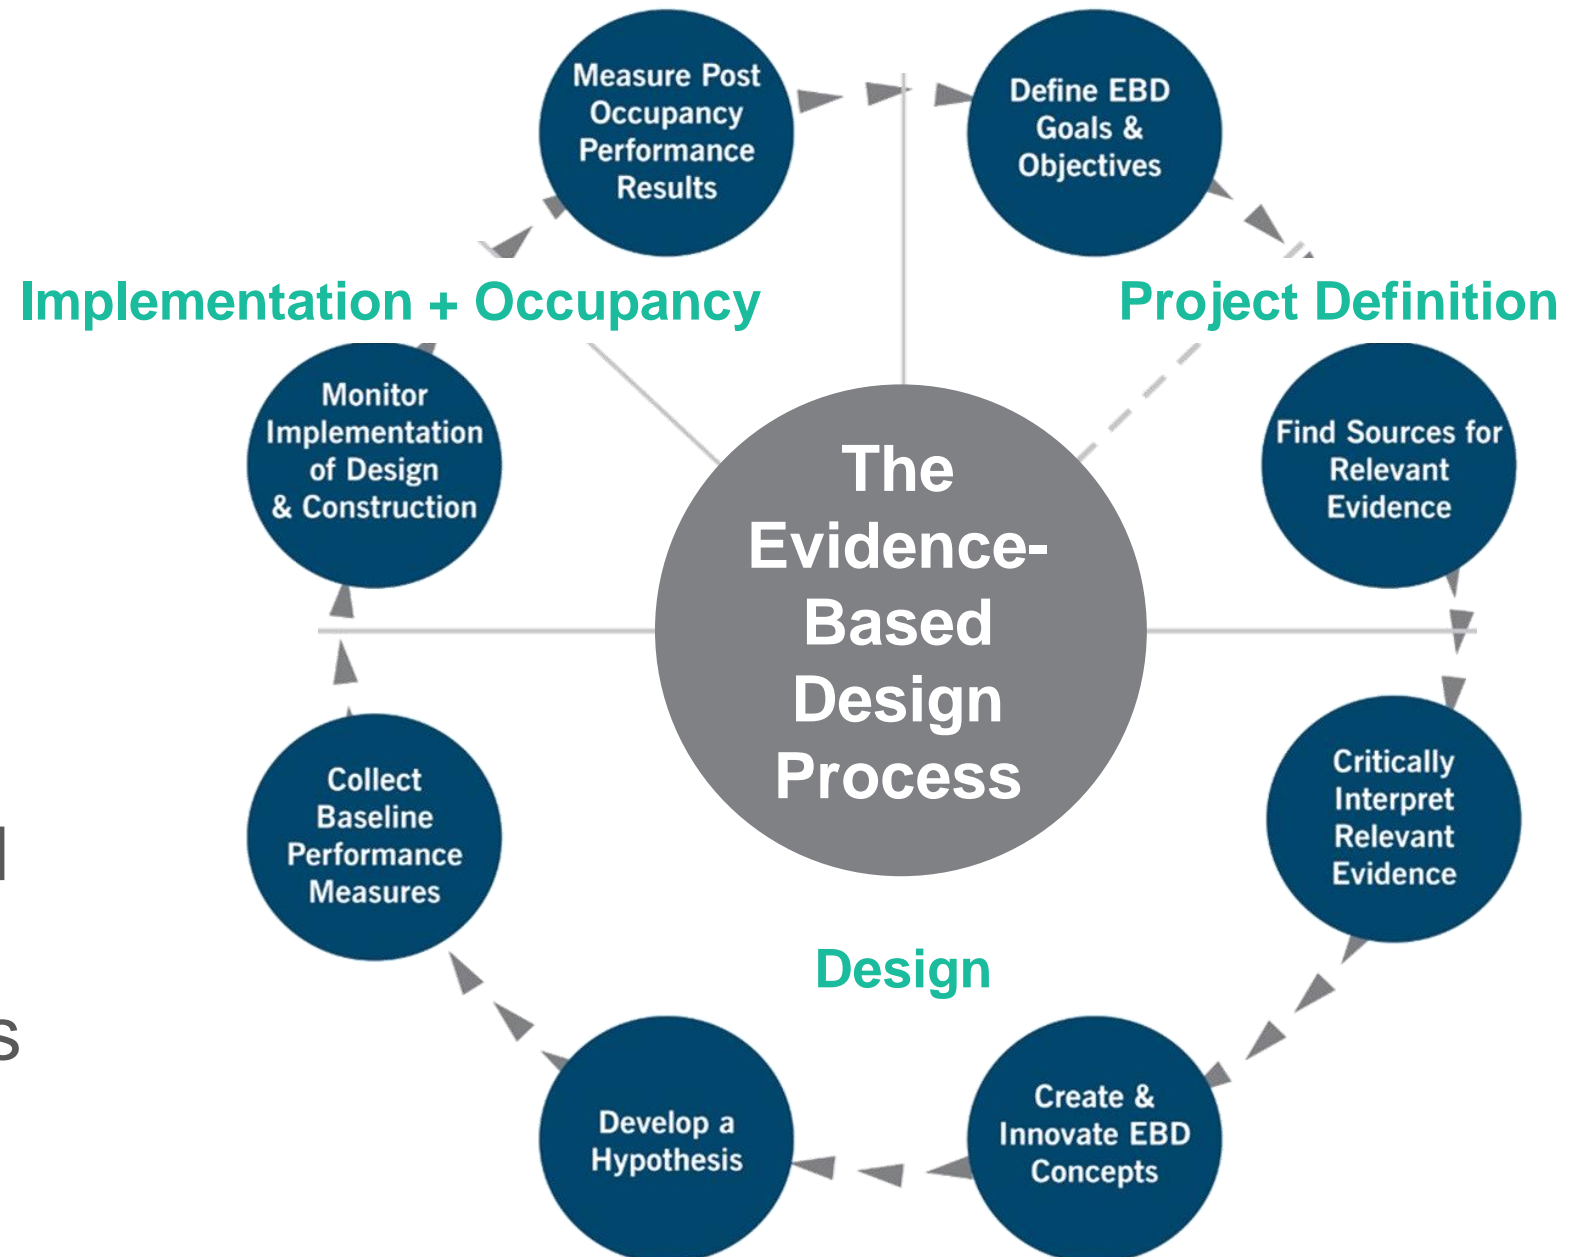 Measure Post
Occupancy
Performance
Results
Define EBD
Goals &
Objectives
Implementation + Occupancy
Project Definition
Monitor
Implementation
of Design
& Construction
The
Evidence-
Based
Design
Process
Find Sources for
Relevant
Evidence
Collect
Baseline
Performance
Measures
Critically
Interpret
Relevant
Evidence
Design
Develop a
Hypothesis
Create &
Innovate EBD
Concepts
s